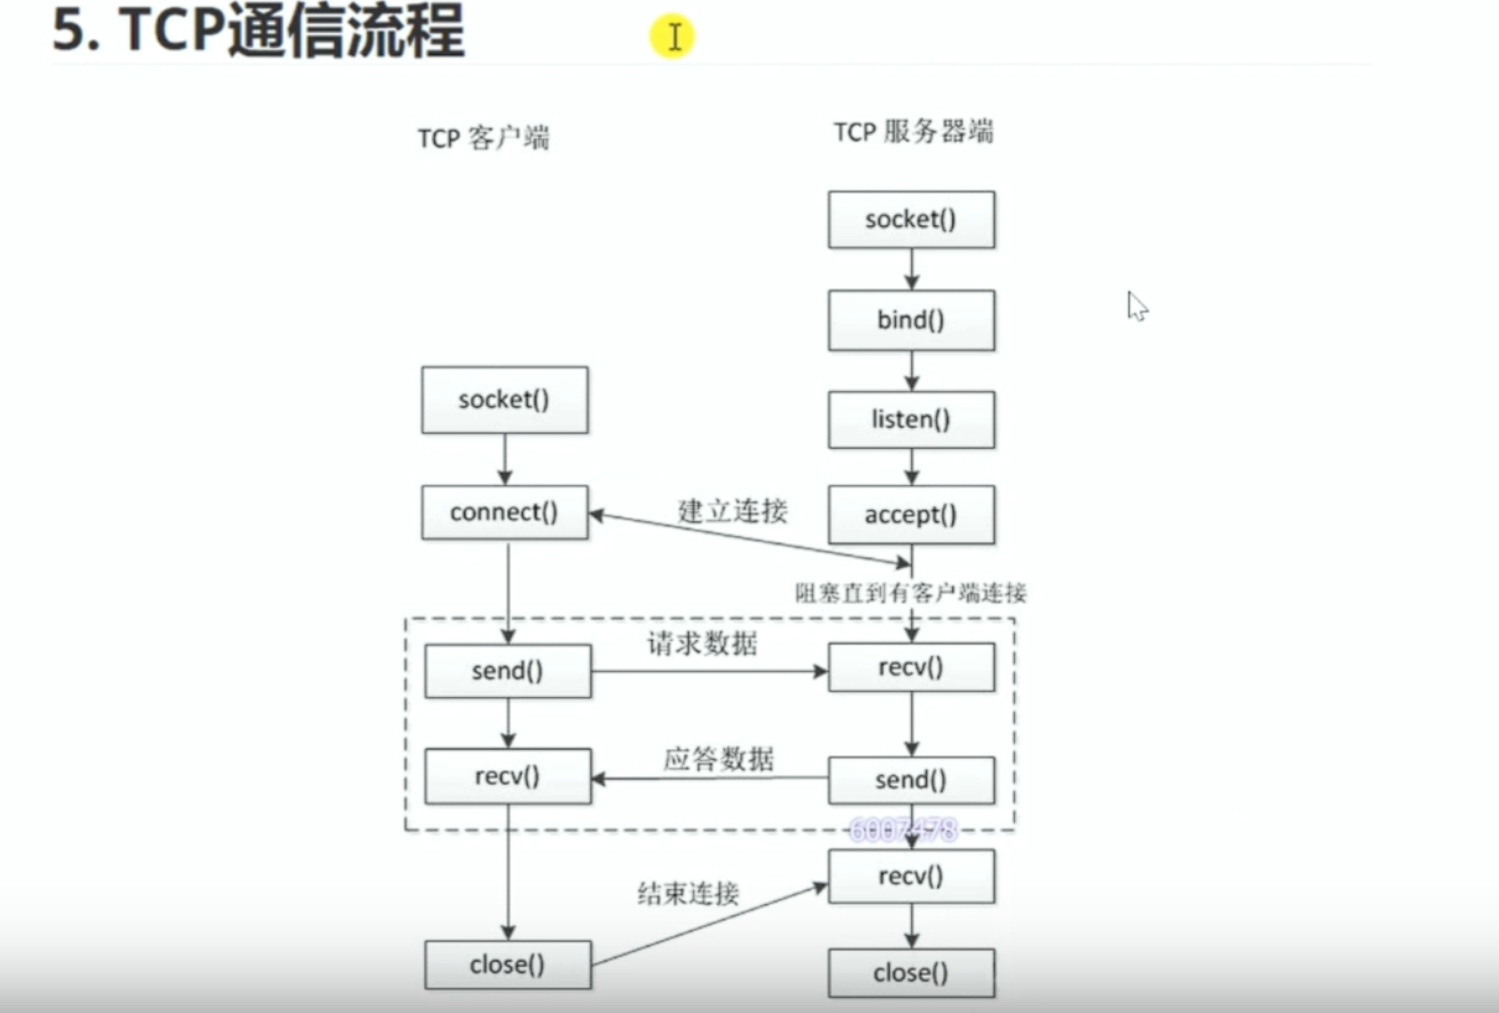 5. TCP通信流程
TCP 客户端
TCP 服务器端
socket()
bind()
socket()
listen()
connect()
建立连接
accept()
阻塞直到有客户端连接
请求数据
send()
recv()
应答数据
recv()
send()
6007478
recv()
结束连接
close()
close()